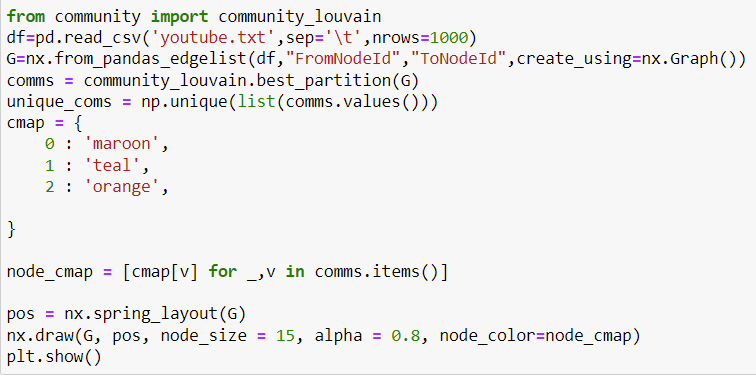 from community import community_louvain
df=pd.read_csv('youtube.txt',sep='\t',nrows=1000)
G=nx.from_pandas_edgelist(df,"FromNodeId","ToNodeId",create_using=nx.Graph())
comms = community_louvain.best_partition(G)
unique_coms = np.unique(list(comms.values()))
cmap = {
    0 : 'maroon',
    1 : 'teal',
    2 : 'orange',
}
node_cmap = [cmap[v] for _,v in comms.items()]
pos = nx.spring_layout(G)
nx.draw(G, pos, node_size = 15, alpha = 0.8, node_color=node_cmap)
plt.show()